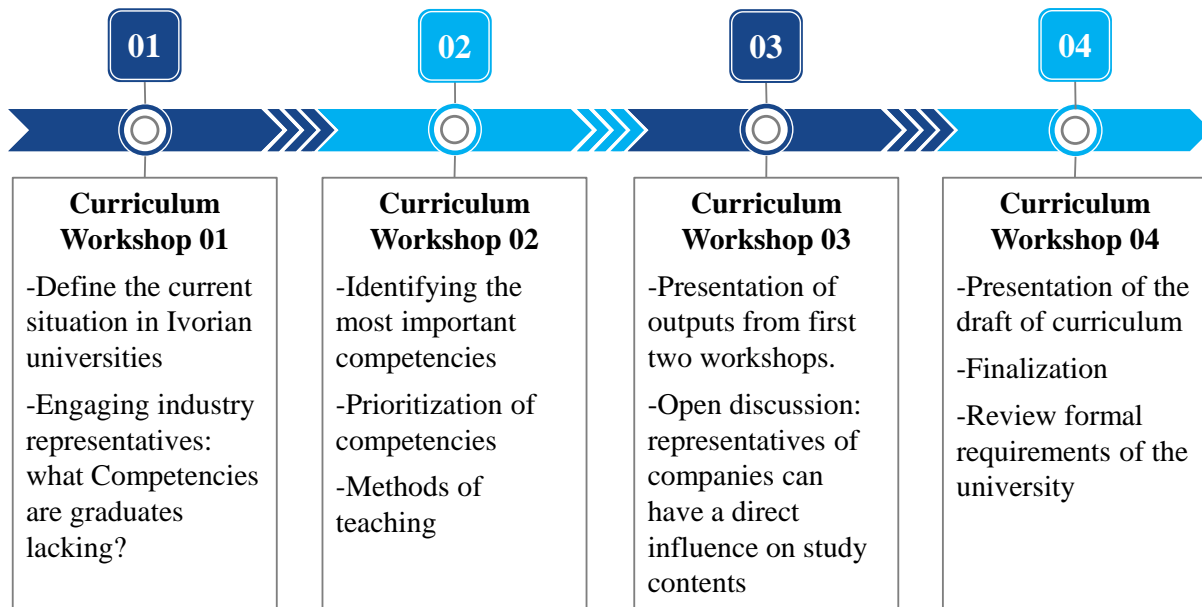 01
02
03
04
Curriculum
Workshop 01
-Define the current
situation in Ivorian
universities
-Engaging industry
representatives:
what Competencies
are graduates
lacking?
Curriculum
Workshop 02
-Identifying the
most important
competencies
-Prioritization of
competencies
-Methods of
teaching
Curriculum
Workshop 03
-Presentation of
outputs from first
two workshops.
-Open discussion:
representatives of
companies can
have a direct
influence on study
contents
Curriculum
Workshop 04
-Presentation of the
draft of curriculum
-Finalization
-Review formal
requirements of the
university